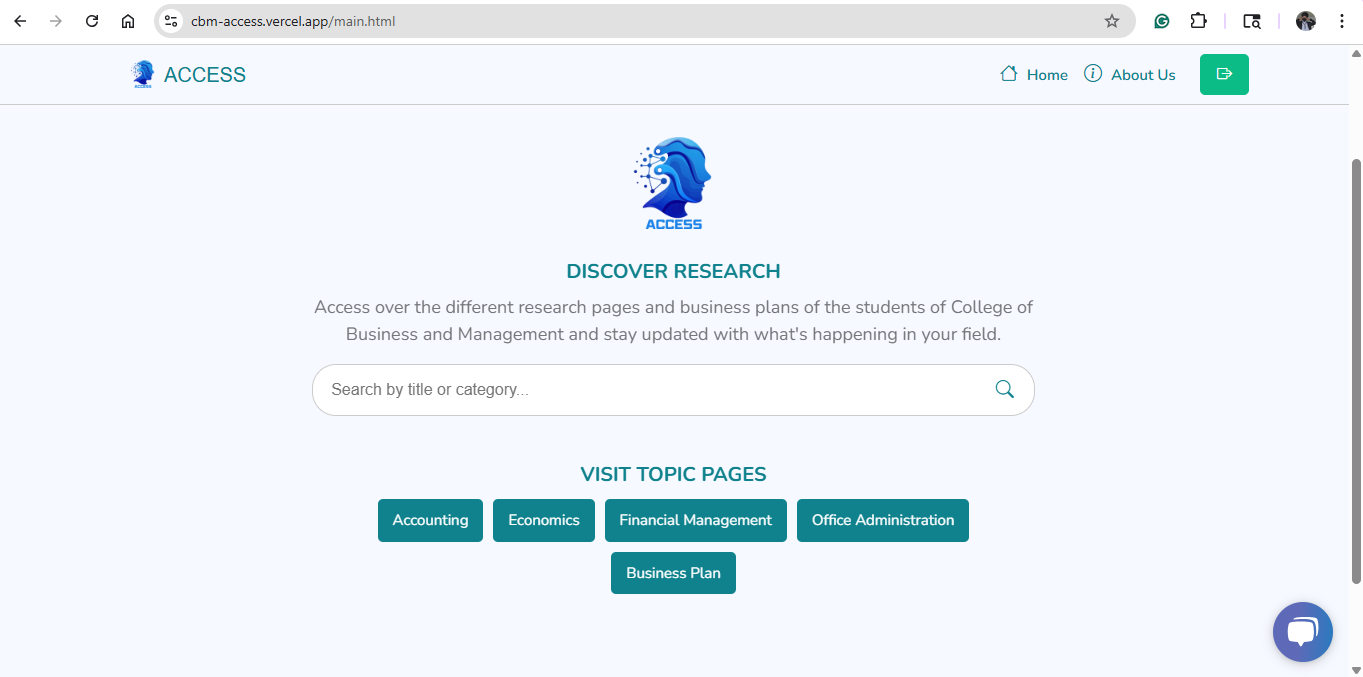 cbm-access.vercel.app/main.html
ACCESS
ACCESS
Home
About Us
ACCESS
DISCOVER RESEARCH
Access over the different research pages and business plans of the students of College of
Business and Management and stay updated with what's happening in your field.
Search by title or category...
VISIT TOPIC PAGES
Accounting
Economics
Financial Management
Office Administration
Business Plan